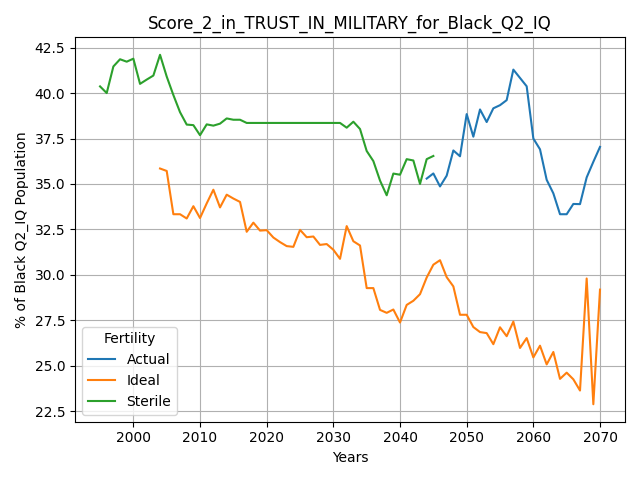 Score_2_in_TRUST_IN_MILITARY_for_Black_Q2_IQ
% of Black Q2_IQ Population
42.5
40.0
37.5
35.0
32.5
30.0
27.5
25.0
22.5
Fertility
Actual
Ideal
Sterile
2000 2010 2020 2030 2040 2050 2060 2070
Years